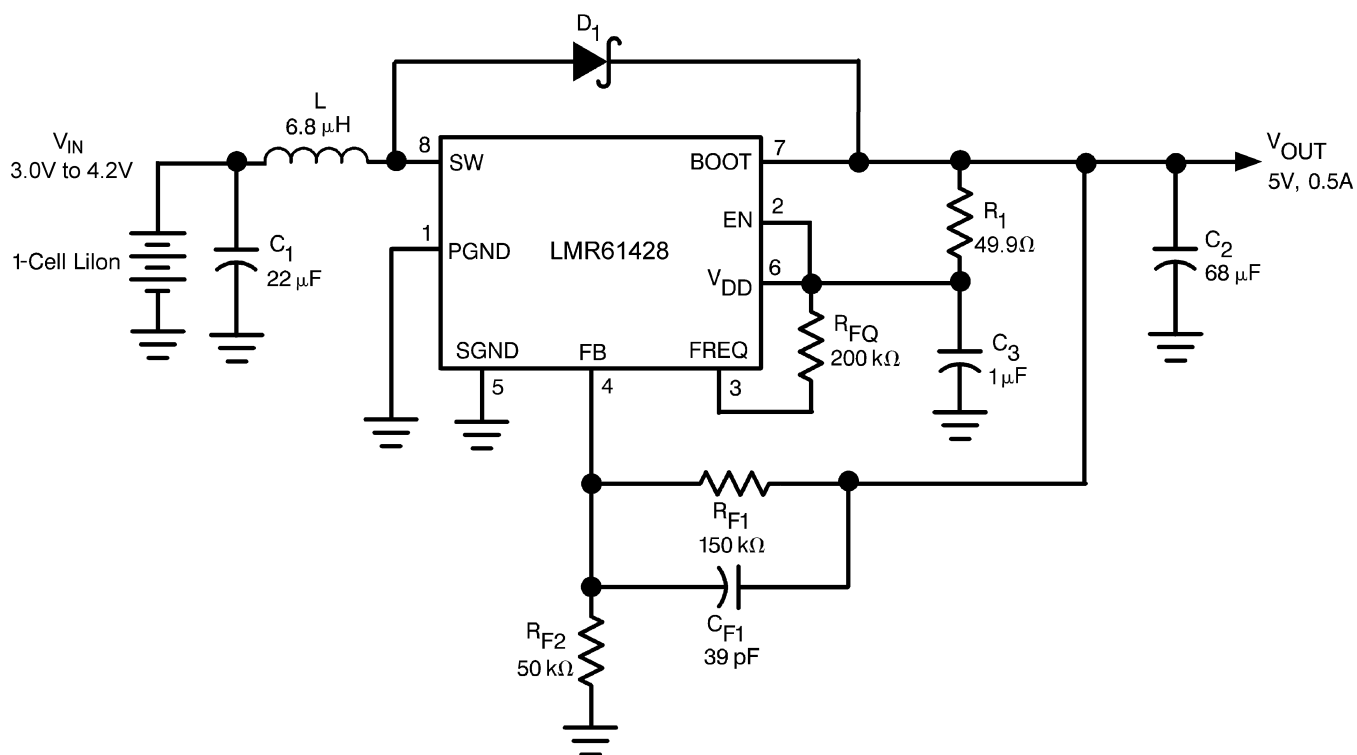 D1
L
6.8 μH
VIN
3.0V to 4.2V
8
SW
BOOT
7
VOUT
5V, 0.5A
EN
2
R1
49.9Ω
1
PGND
LMR61428
C1
22 μF
1-Cell LiIon
VDD
6
C2
68 μF
RFQ
200 kΩ
C3
1μF
SGND
FB
FREQ
5
4
3
RF1
150 kΩ
CF1
39 pF
RF2
50 kΩ